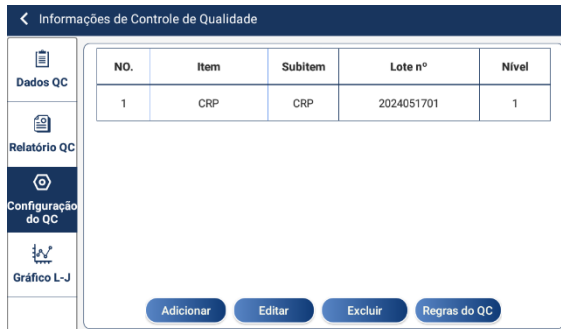 Informações de Controle de Qualidade
Dados QC
Relatório QC
Configuração
do QC
Gráfico L-J
NO. Item Subitem Lote nº Nível
1 CRP CRP 2024051701 1
Adicionar Editar Excluir Regras do QC